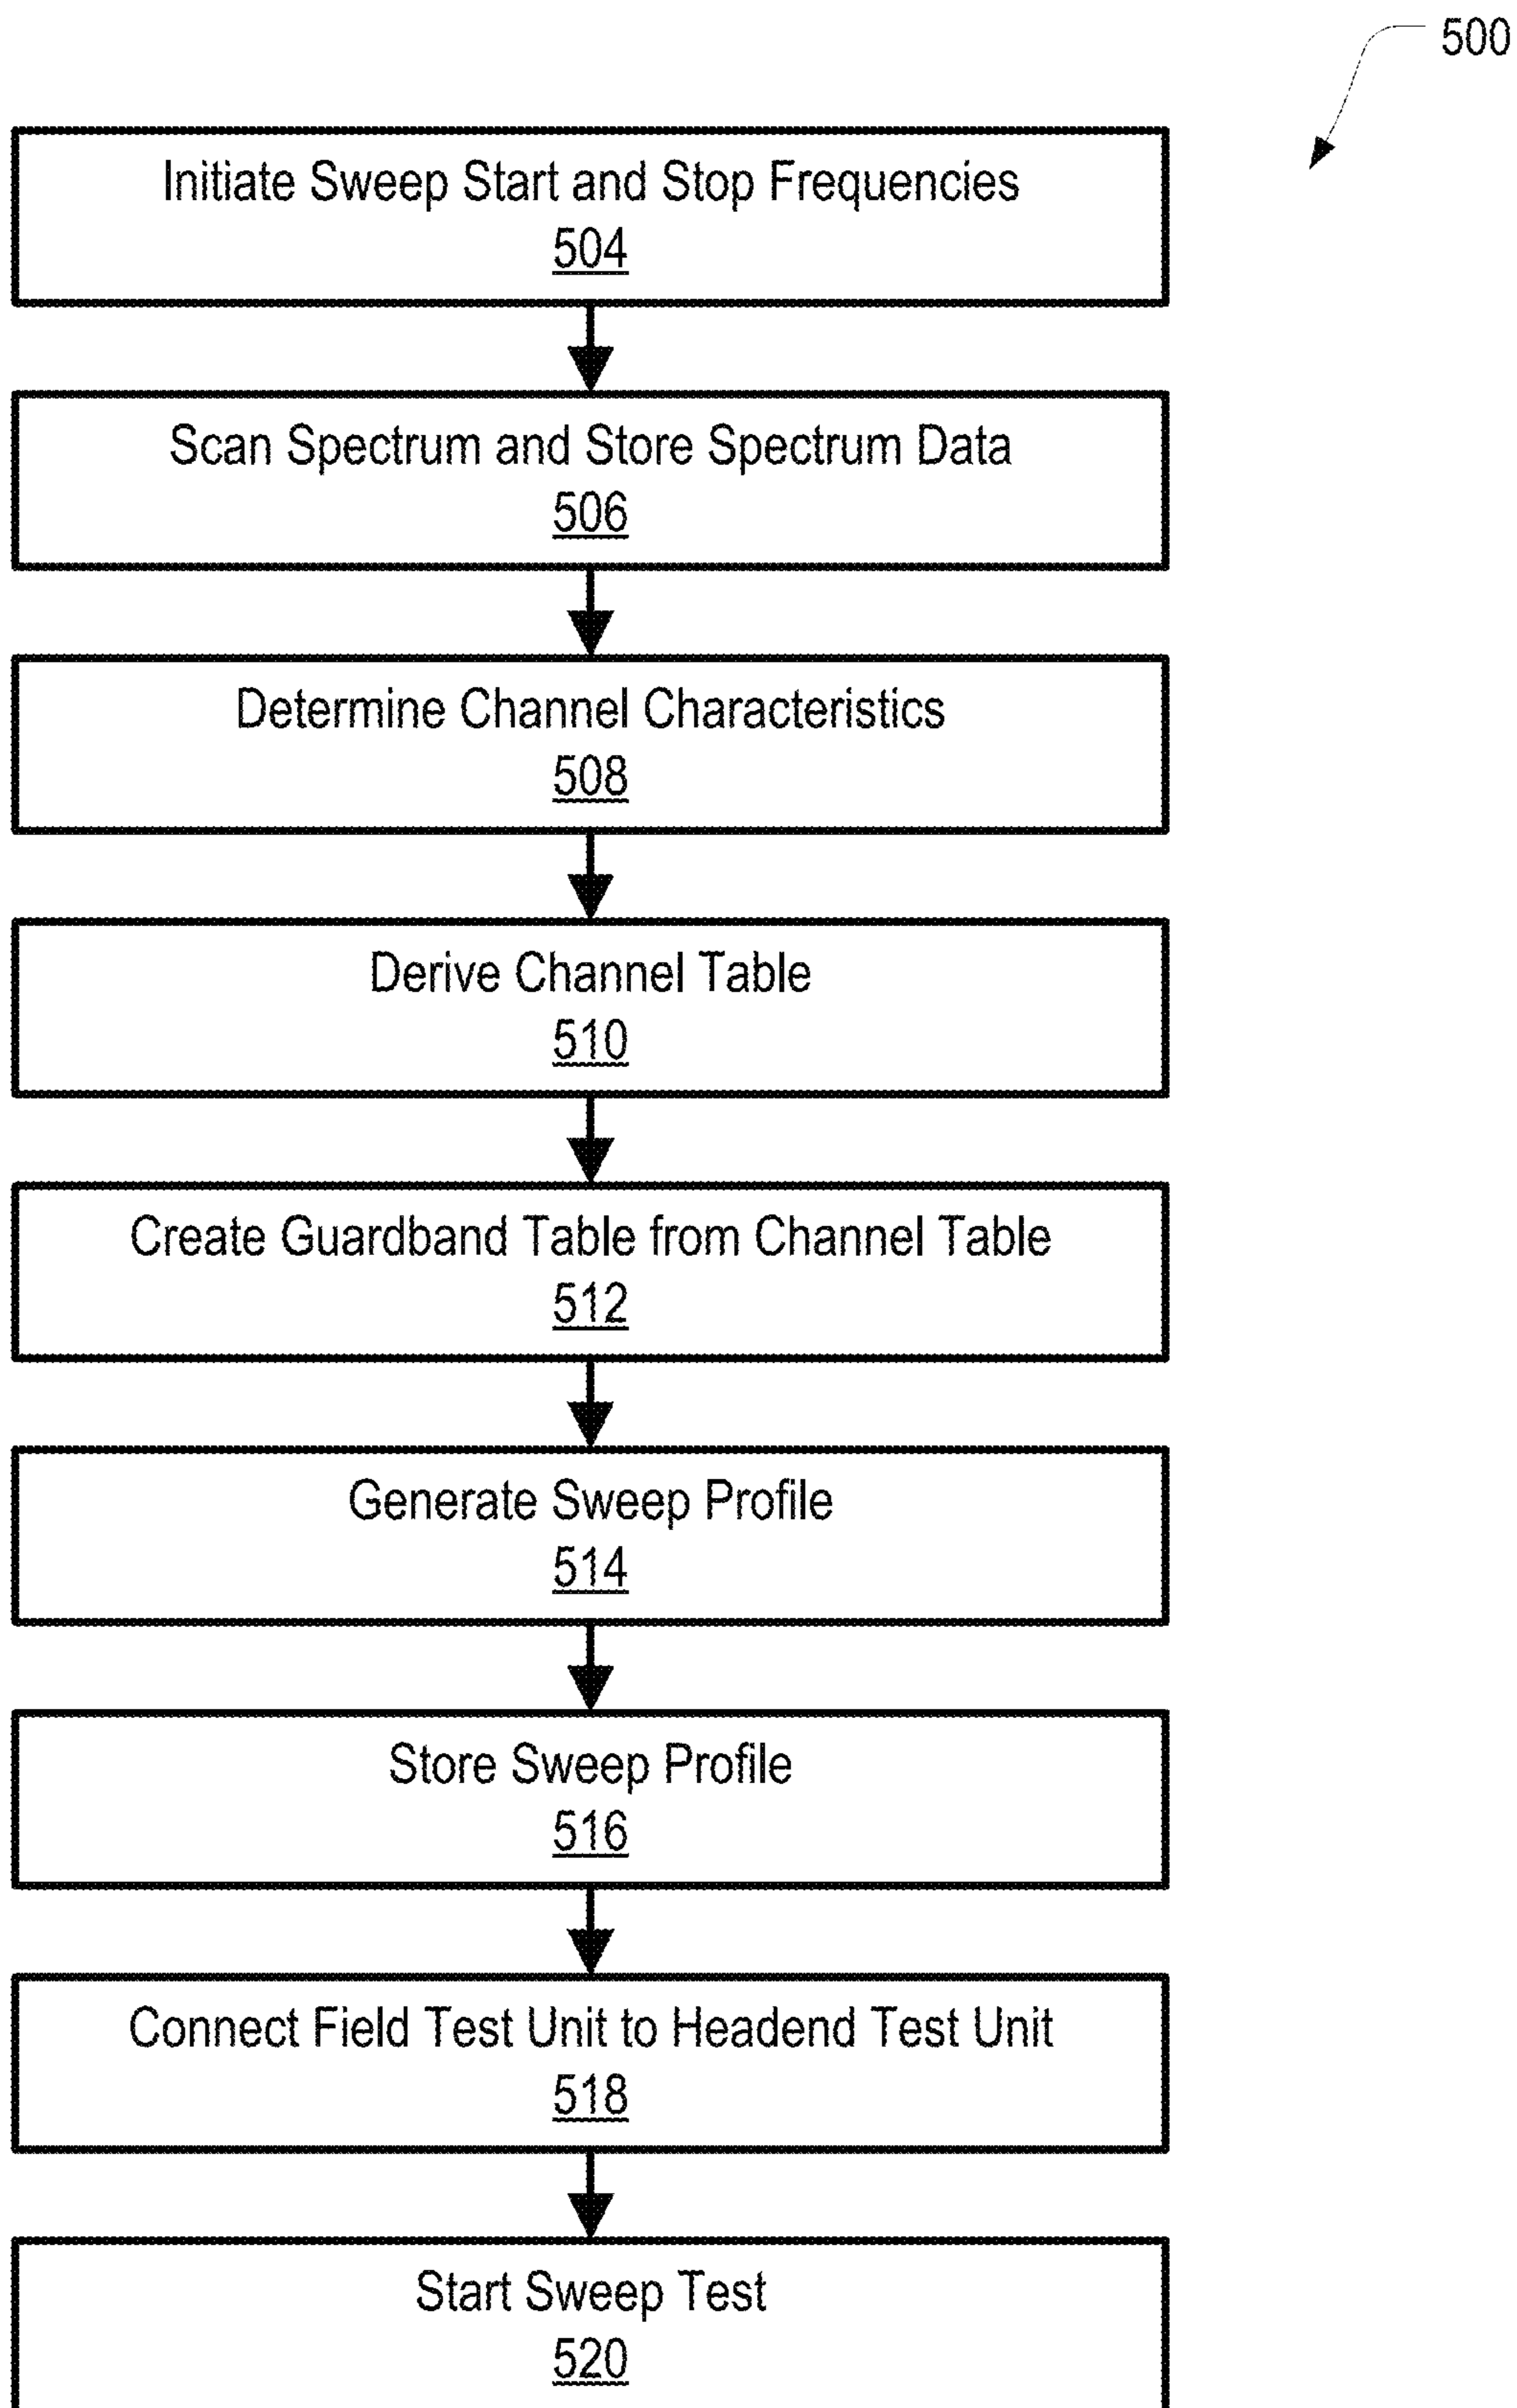 500
Initiate Sweep Start and Stop Frequencies
504
Scan Spectrum and Store Spectrum Data
506
Determine Channel Characteristics
508
Derive Channel Table
510
Create Guardband Table from Channel Table
512
Generate Sweep Profile
514
Store Sweep Profile
516
Connect Field Test Unit to Headend Test Unit
518
Start Sweep Test
520